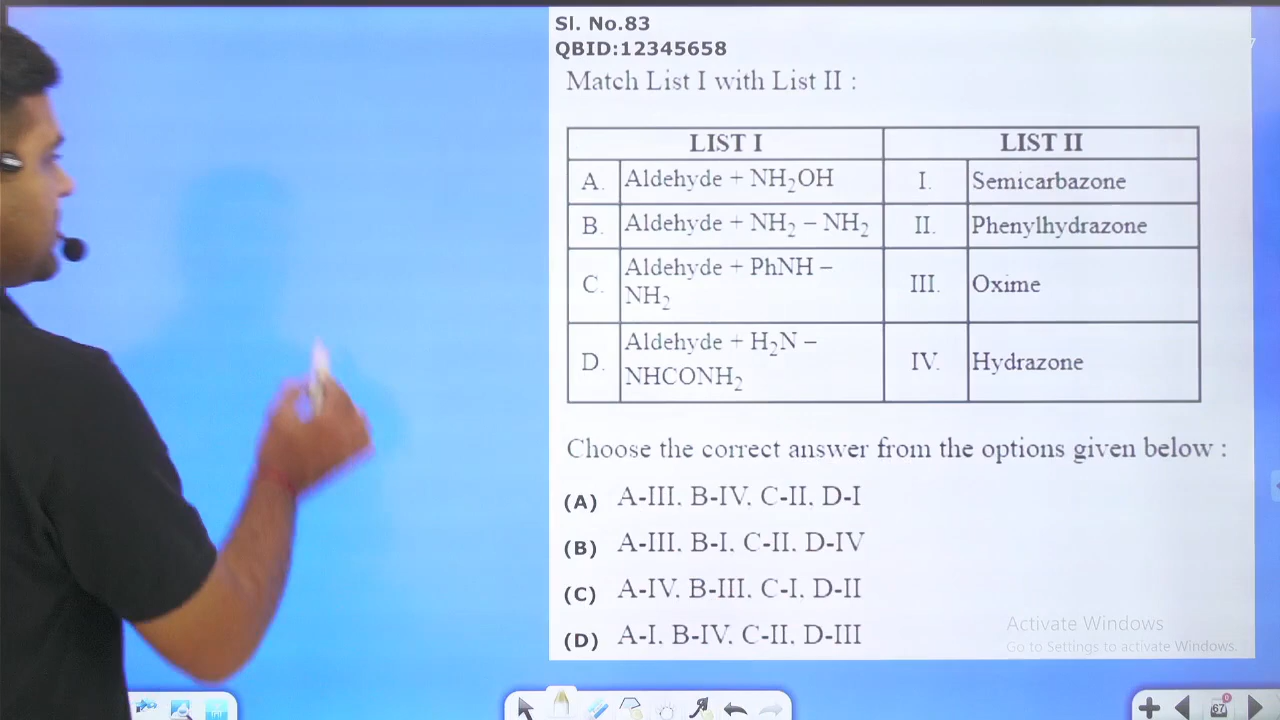 Sl. No.83
QBID:12345658
7
Match List I with List II :
LIST I LIST II
A. Aldehyde + NH₂OH I. Semicarbazone
B. Aldehyde + NH₂ – NH₂ II. Phenylhydrazone
C. Aldehyde + PhNH –
NH₂ III. Oxime
D. Aldehyde + H₂N –
NHCONH₂ IV. Hydrazone
Choose the correct answer from the options given below :
(A) A-III. B-IV. C-II. D-I
(B) A-III. B-I. C-II. D-IV
(C) A-IV. B-III. C-I. D-II
(D) A-I. B-IV. C-II. D-III
Activate Windows
Go to Settings to activate Windows.
67